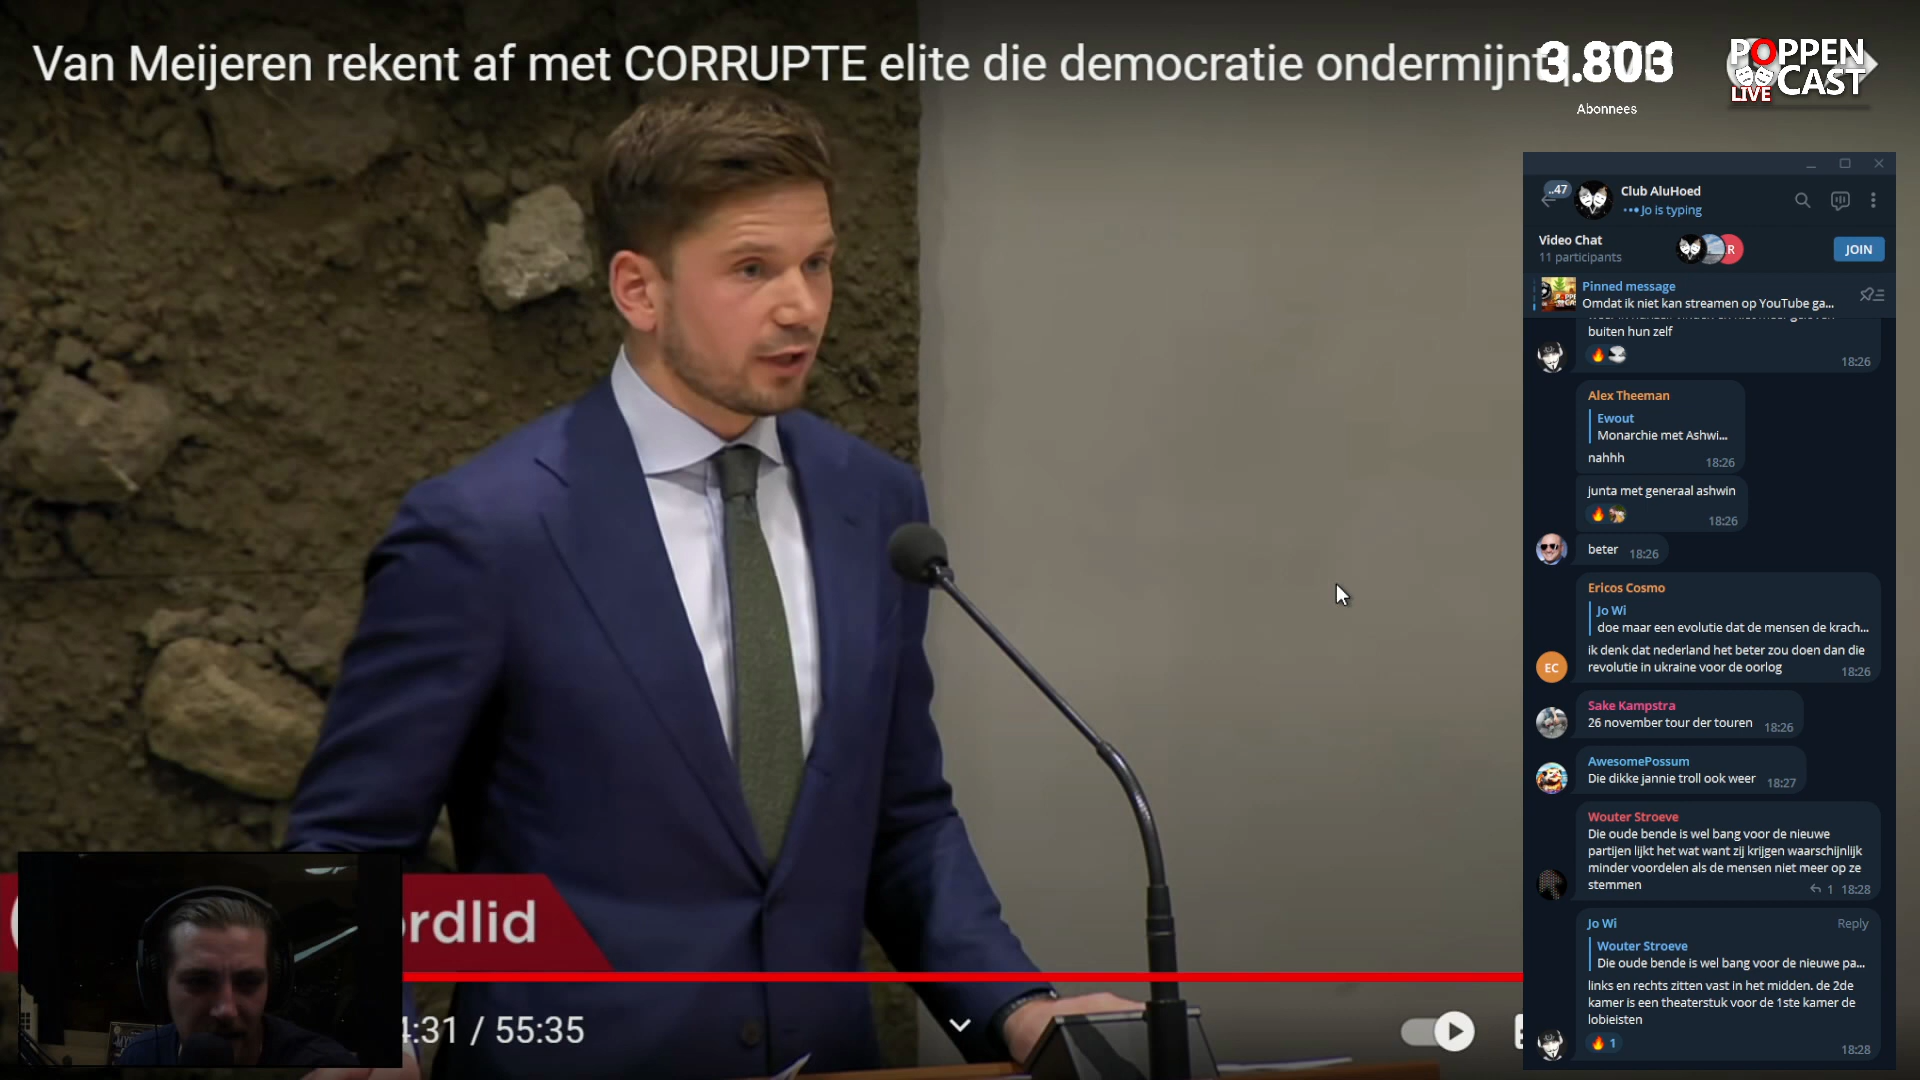 Van Meijeren rekent af met CORRUPTE elite die democratie ondermijnt
3.803
Abonnees
POPPEN
CAST
LIVE
..47
Club AluHoed
Jo is typing
Video Chat
11 participants
R
JOIN
Pinned message
Omdat ik niet kan streamen op YouTube ga...
buiten hun zelf
18:26
Alex Theeman
Ewout
Monarchie met Ashwi...
nahhh
18:26
junta met generaal ashwin
18:26
beter 18:26
Ericos Cosmo
Jo Wi
doe maar een evolutie dat de mensen de krach...
ik denk dat nederland het beter zou doen dan die
revolutie in ukraine voor de oorlog
18:26
EC
Sake Kampstra
26 november tour der touren 18:26
AwesomePossum
Die dikke jannie troll ook weer 18:27
Wouter Stroeve
Die oude bende is wel bang voor de nieuwe
partijen lijkt het wat want zij krijgen waarschijnlijk
minder voordelen als de mensen niet meer op ze
stemmen
1 18:28
Jo Wi Reply
Wouter Stroeve
Die oude bende is wel bang voor de nieuwe pa...
links en rechts zitten vast in het midden. de 2de
kamer is een theaterstuk voor de 1ste kamer de
lobieisten
1
18:28
ordlid
4:31 / 55:35